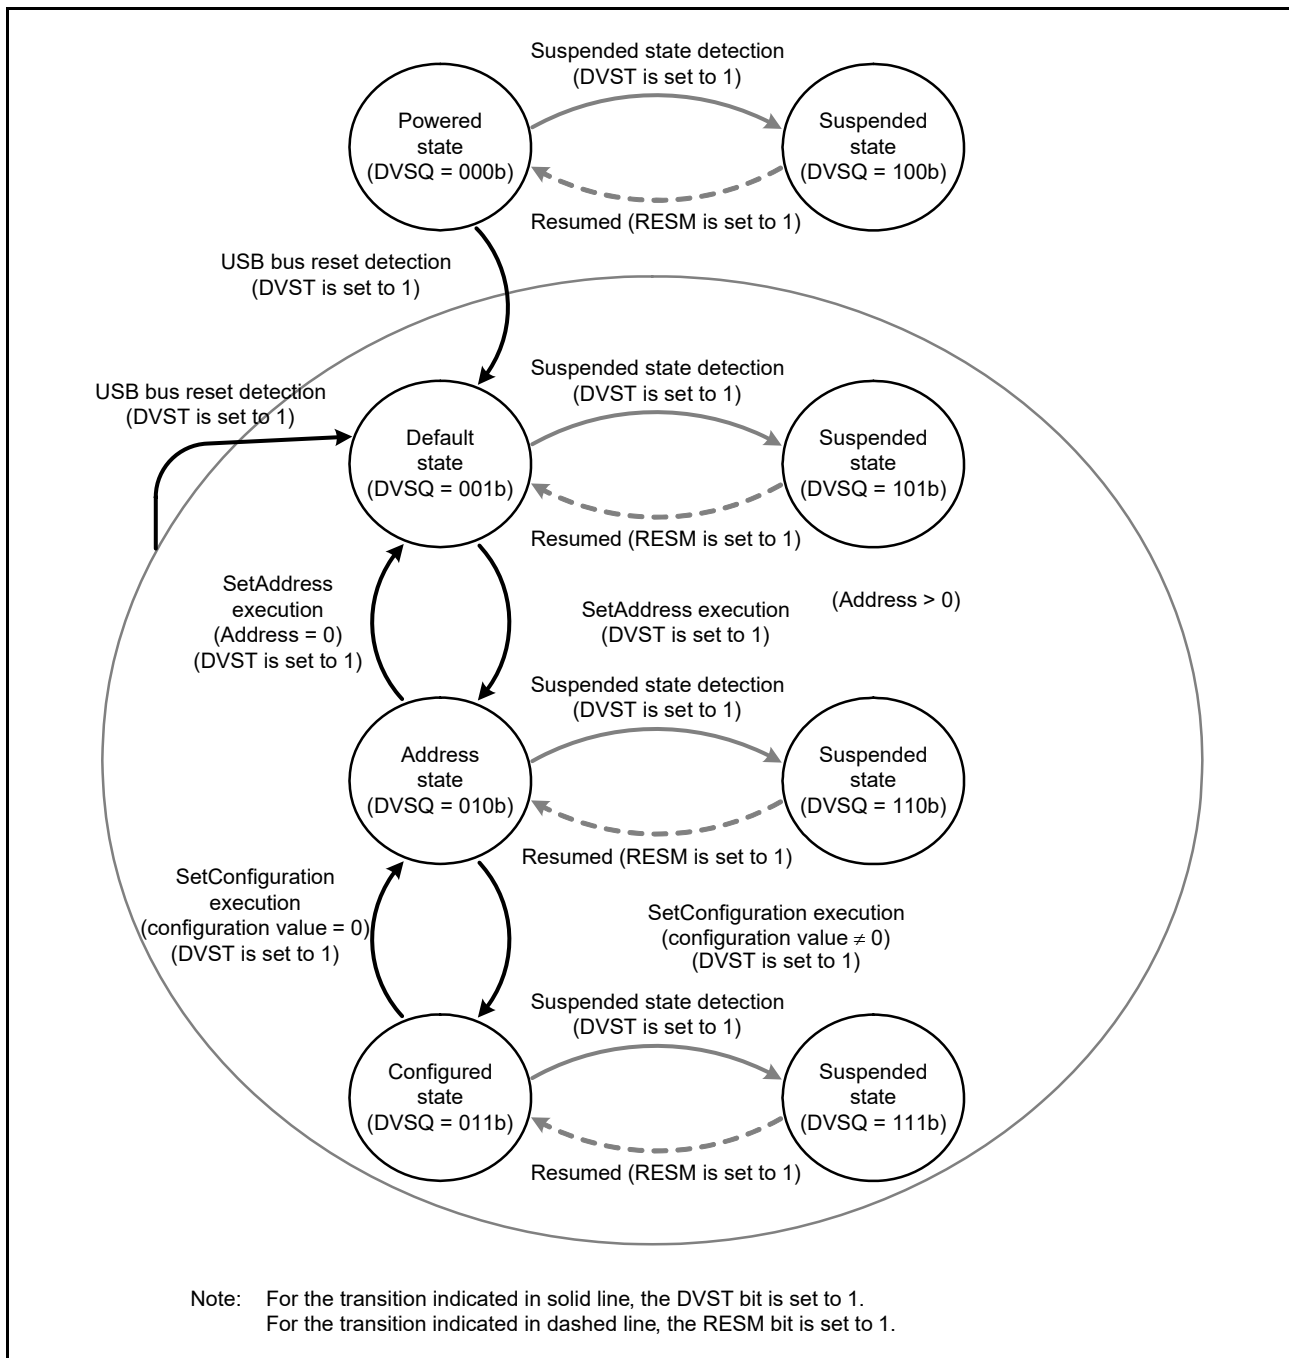 Suspended state detection
(DVST is set to 1)
Powered
state
(DVSQ = 000b)
Suspended
state
(DVSQ = 100b)
Resumed (RESM is set to 1)
USB bus reset detection
(DVST is set to 1)
USB bus reset detection
(DVST is set to 1)
Suspended state detection
(DVST is set to 1)
Default
state
(DVSQ = 001b)
Suspended
state
(DVSQ = 101b)
Resumed (RESM is set to 1)
SetAddress
execution
(Address = 0)
(DVST is set to 1)
SetAddress execution
(DVST is set to 1)
(Address > 0)
Suspended state detection
(DVST is set to 1)
Address
state
(DVSQ = 010b)
Suspended
state
(DVSQ = 110b)
Resumed (RESM is set to 1)
SetConfiguration
execution
(configuration value = 0)
(DVST is set to 1)
SetConfiguration execution
(configuration value ≠ 0)
(DVST is set to 1)
Suspended state detection
(DVST is set to 1)
Configured
state
(DVSQ = 011b)
Suspended
state
(DVSQ = 111b)
Resumed (RESM is set to 1)
Note: For the transition indicated in solid line, the DVST bit is set to 1.
For the transition indicated in dashed line, the RESM bit is set to 1.